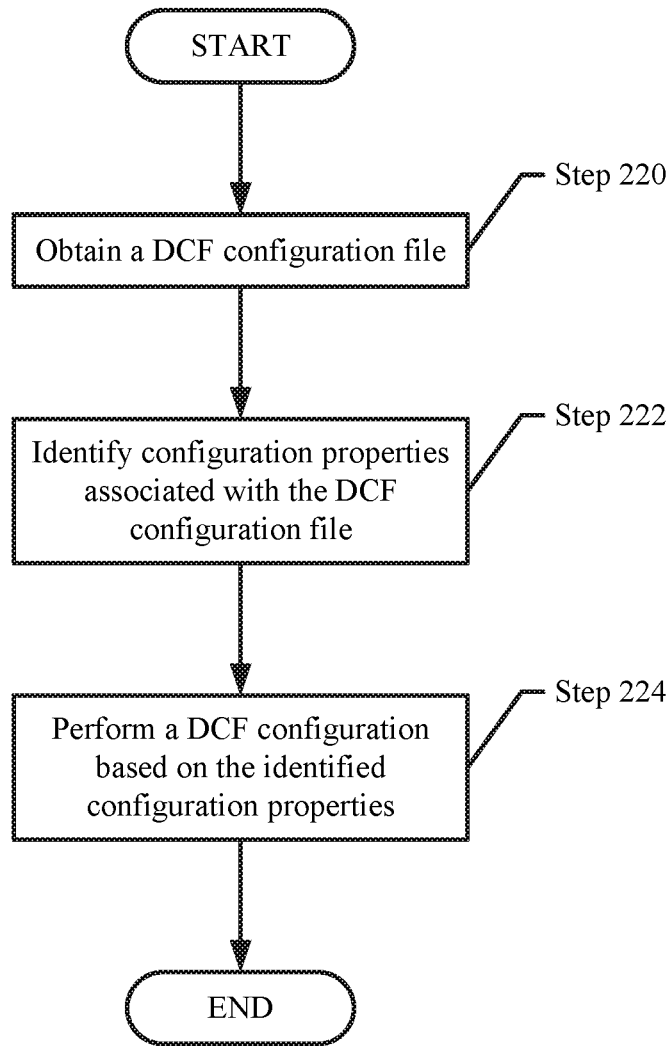 START
Step 220
Obtain a DCF configuration file
Step 222
Identify configuration properties
associated with the DCF
configuration file
Step 224
Perform a DCF configuration
based on the identified
configuration properties
END